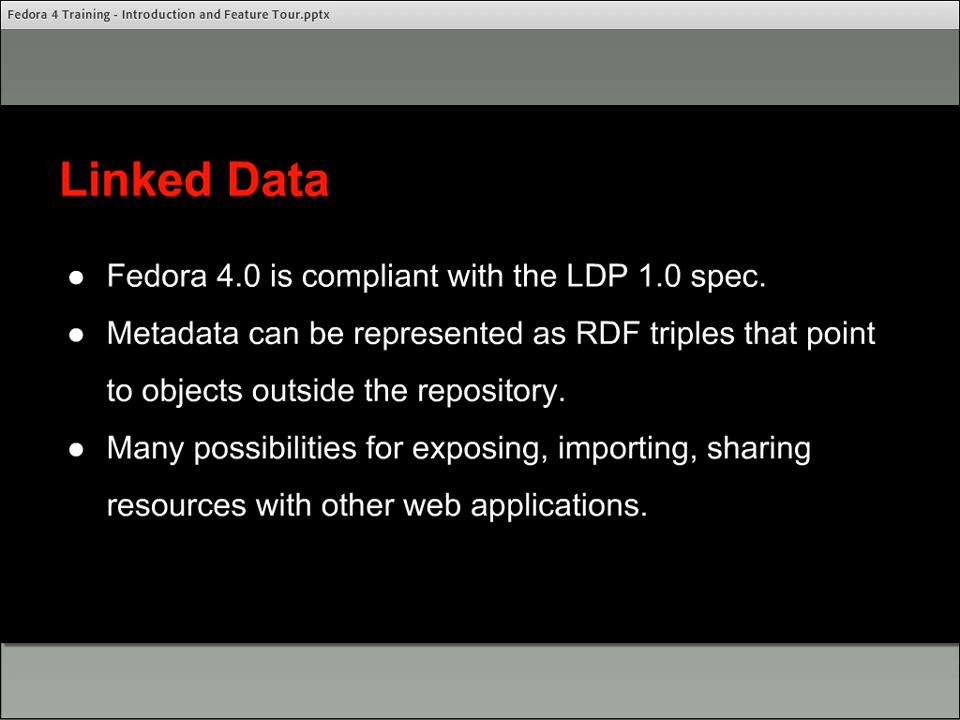 Fedora 4 Training - Introduction and Feature Tour.pptx
Linked Data
● Fedora 4.0 is compliant with the LDP 1.0 spec.
● Metadata can be represented as RDF triples that point
to objects outside the repository.
● Many possibilities for exposing, importing, sharing
resources with other web applications.